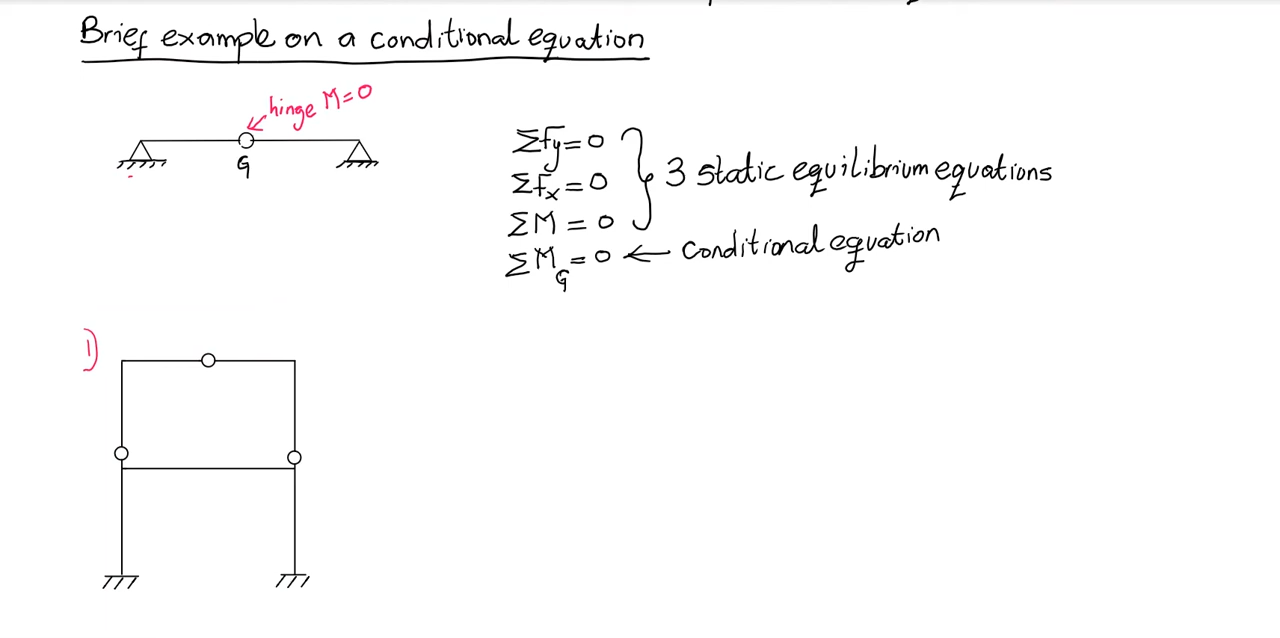 Brief example on a conditional equation
hinge M=0
G
Σfy=0
Σfx=0
ΣM=0
3 static equilibrium equations
ΣM_G=0 ← conditional equation
1)